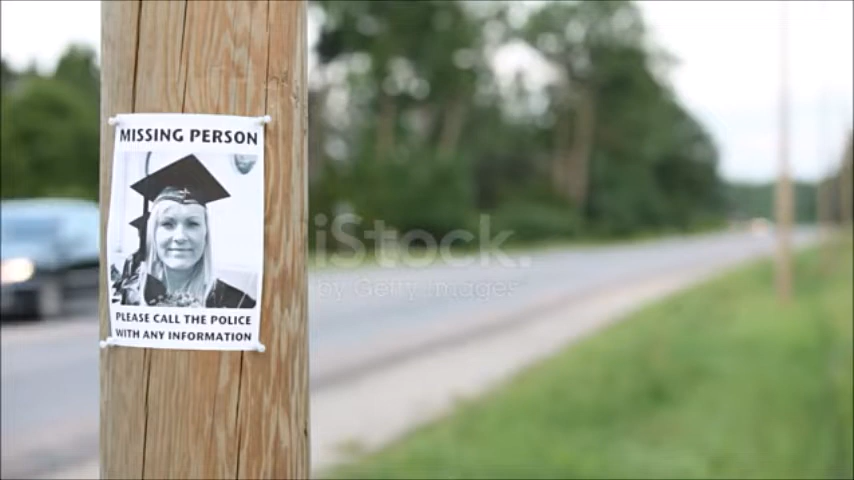 MISSING PERSON
PLEASE CALL THE POLICE
WITH ANY INFORMATION
iStock.
by Getty Images